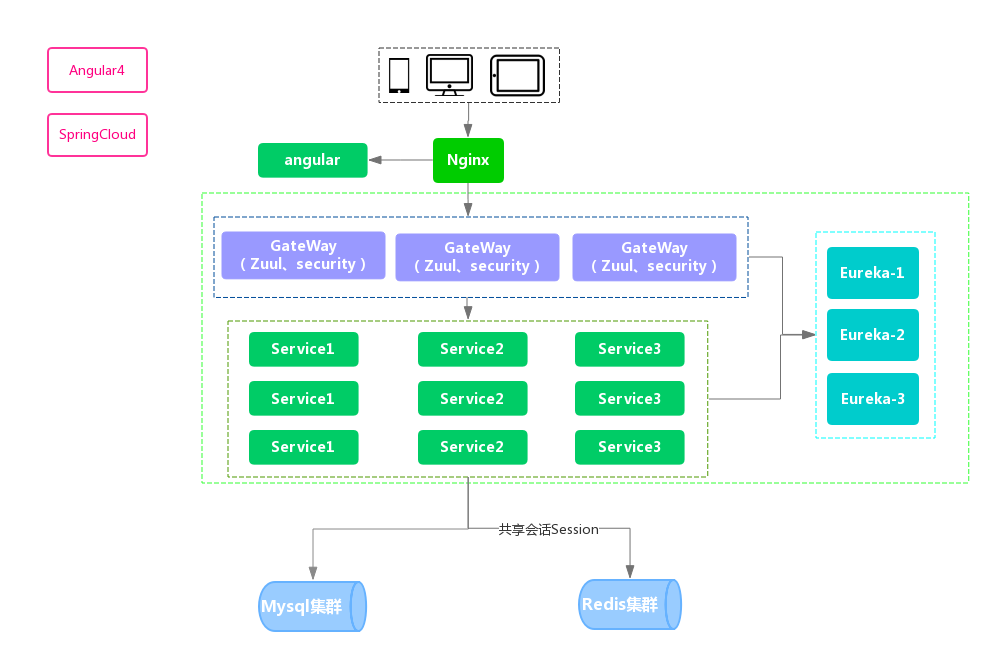 Angular4
SpringCloud
angular
Nginx
GateWay
（Zuul、security）
GateWay
（Zuul、security）
GateWay
（Zuul、security）
Eureka-1
Eureka-2
Eureka-3
Service1
Service2
Service3
Service1
Service2
Service3
Service1
Service2
Service3
共享会话Session
Mysql集群
Redis集群